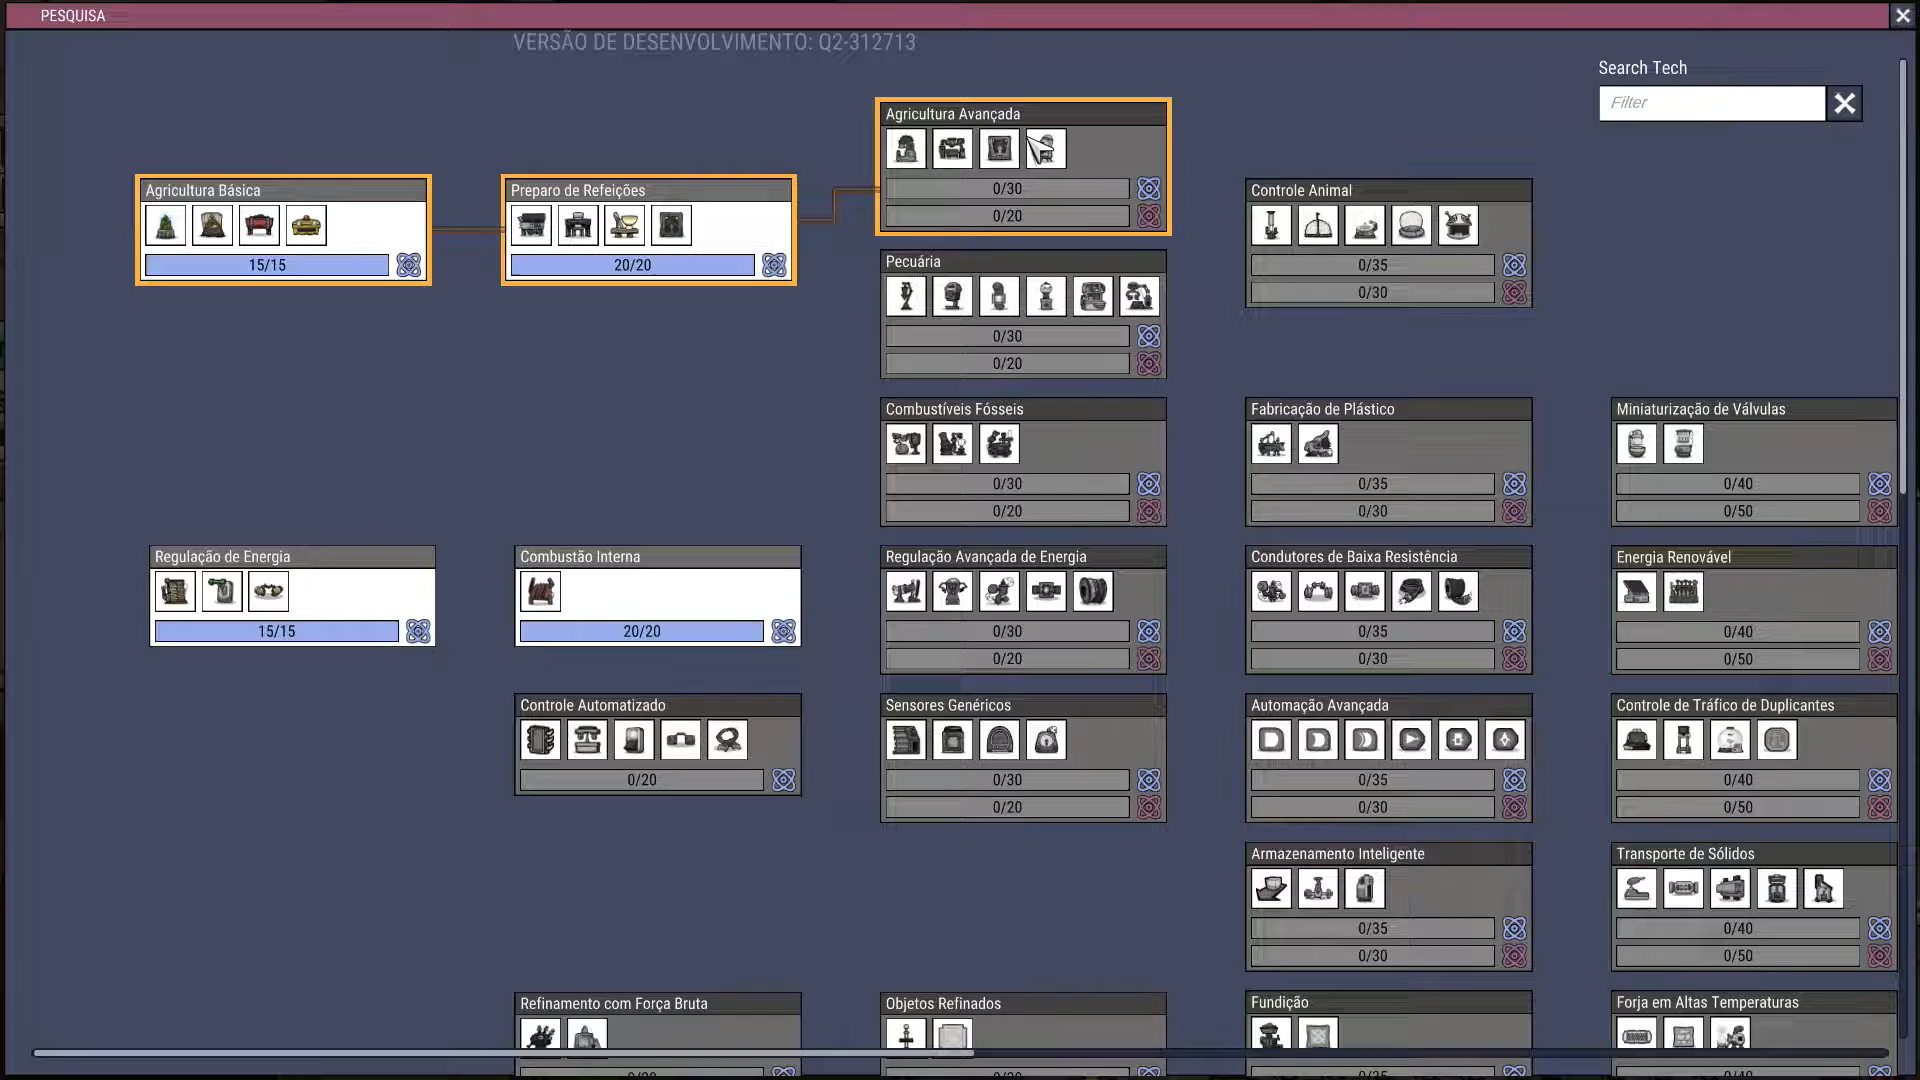 PESQUISA
VERSÃO DE DESENVOLVIMENTO: Q2-312713
Search Tech
Filter
Agricultura Avançada
0/30
0/20
Agricultura Básica
15/15
Preparo de Refeições
20/20
Controle Animal
0/35
0/30
Pecuária
0/30
0/20
Combustíveis Fósseis
0/30
0/20
Fabricação de Plástico
0/35
0/30
Miniaturização de Válvulas
0/40
0/50
Regulação de Energia
15/15
Combustão Interna
20/20
Regulação Avançada de Energia
0/30
0/20
Condutores de Baixa Resistência
0/35
0/30
Energia Renovável
0/40
0/50
Controle Automatizado
0/20
Sensores Genéricos
0/30
0/20
Automação Avançada
0/35
0/30
Controle de Tráfico de Duplicantes
0/40
0/50
Armazenamento Inteligente
0/35
0/30
Transporte de Sólidos
0/40
0/50
Refinamento com Força Bruta
Objetos Refinados
Fundição
Forja em Altas Temperaturas